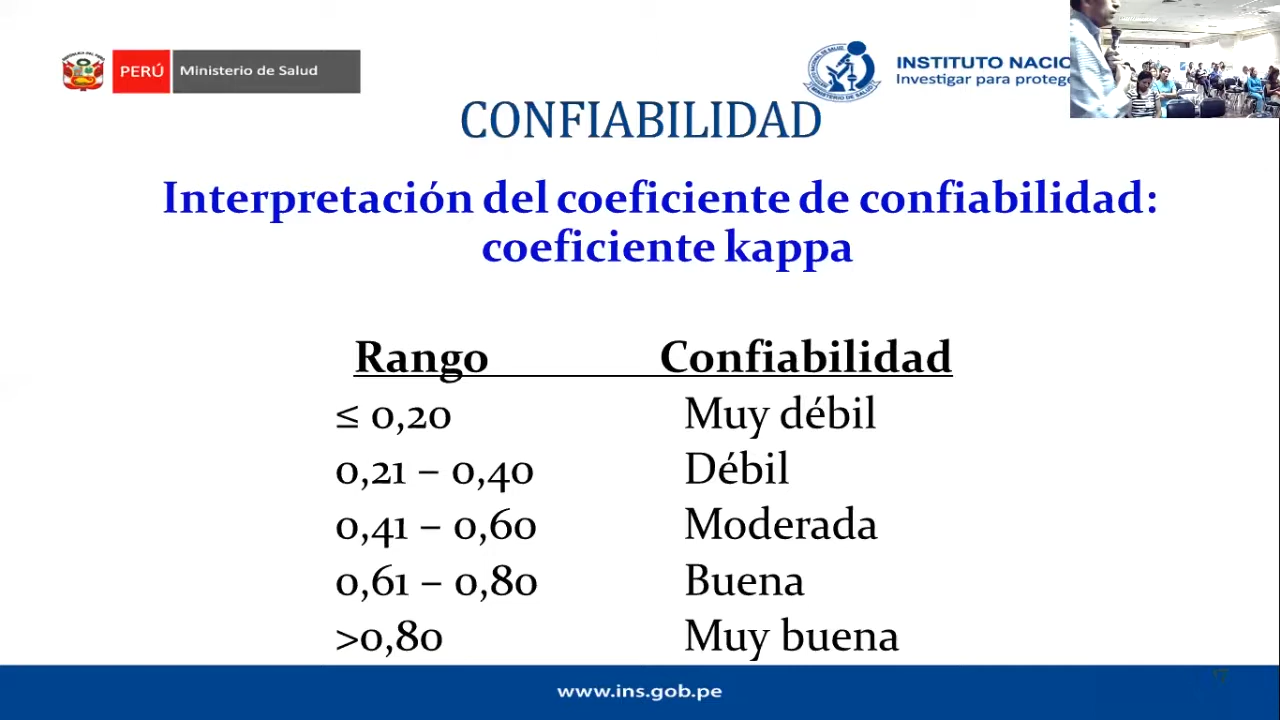 PERÚ Ministerio de Salud
INSTITUTO NACIO
Investigar para protege
CONFIABILIDAD
Interpretación del coeficiente de confiabilidad:
coeficiente kappa
Rango Confiabilidad
≤ 0,20 Muy débil
0,21 – 0,40 Débil
0,41 – 0,60 Moderada
0,61 – 0,80 Buena
>0,80 Muy buena
www.ins.gob.pe
17